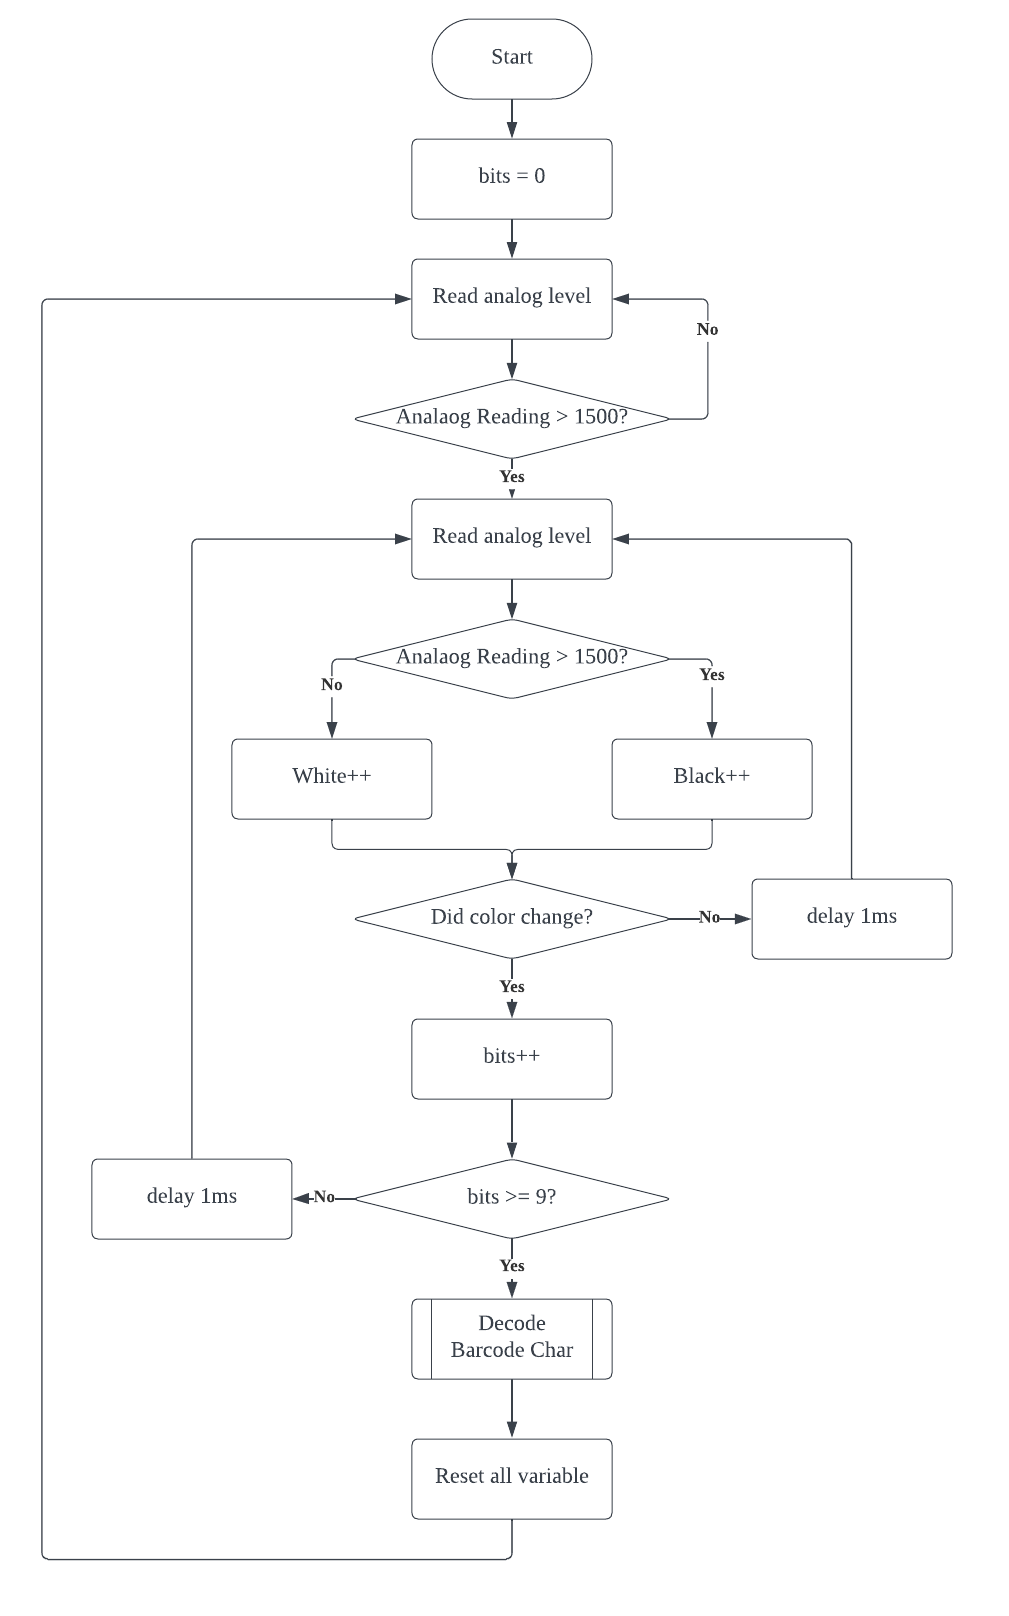 Start
bits = 0
Read analog level
No
Analaog Reading > 1500?
Yes
Read analog level
Analaog Reading > 1500?
No
Yes
White++
Black++
Did color change?
No
delay 1ms
Yes
bits++
delay 1ms
No
bits >= 9?
Yes
Decode
Barcode Char
Reset all variable